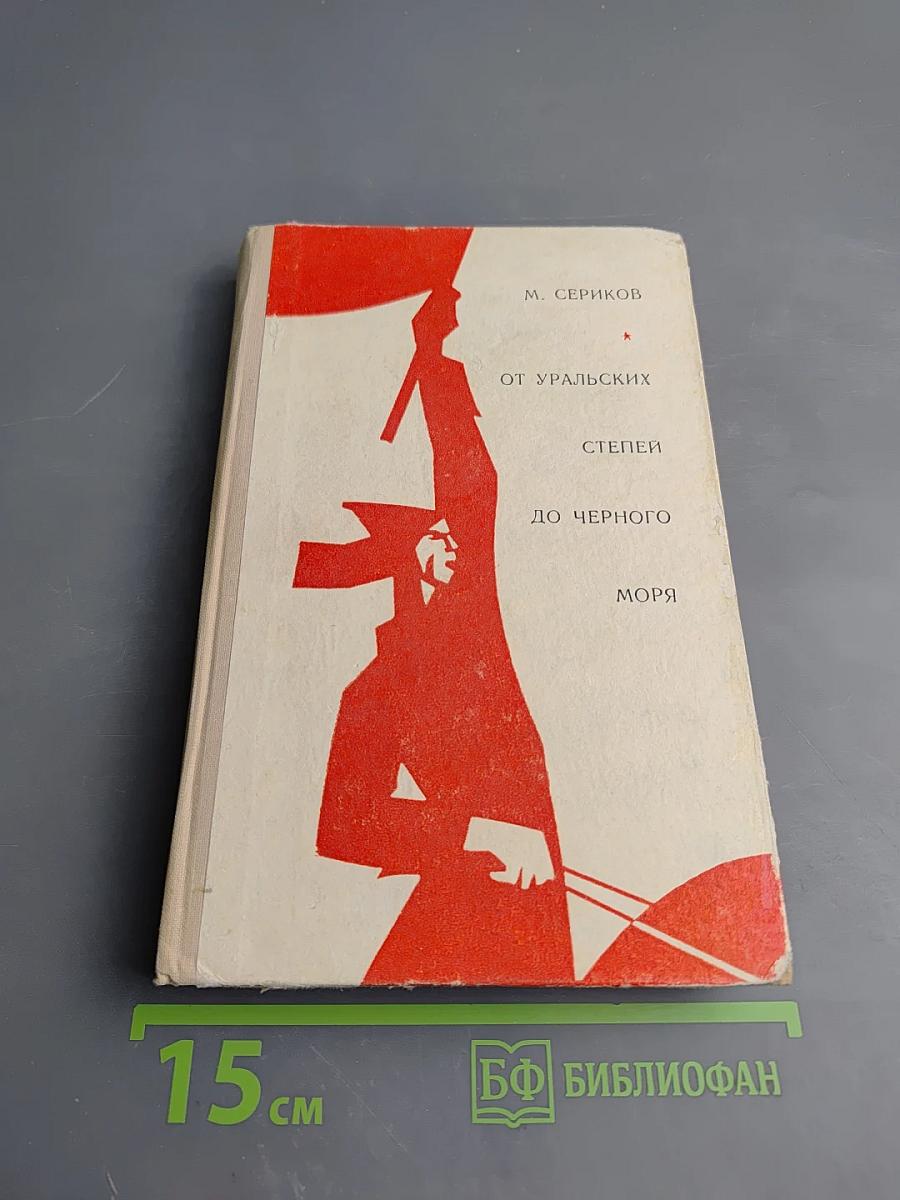 М. СЕРИКОВ
ОТ УРАЛЬСКИХ
СТЕПЕЙ
ДО ЧЕРНОГО
МОРЯ
15 см
БФ БИБЛИОФАН